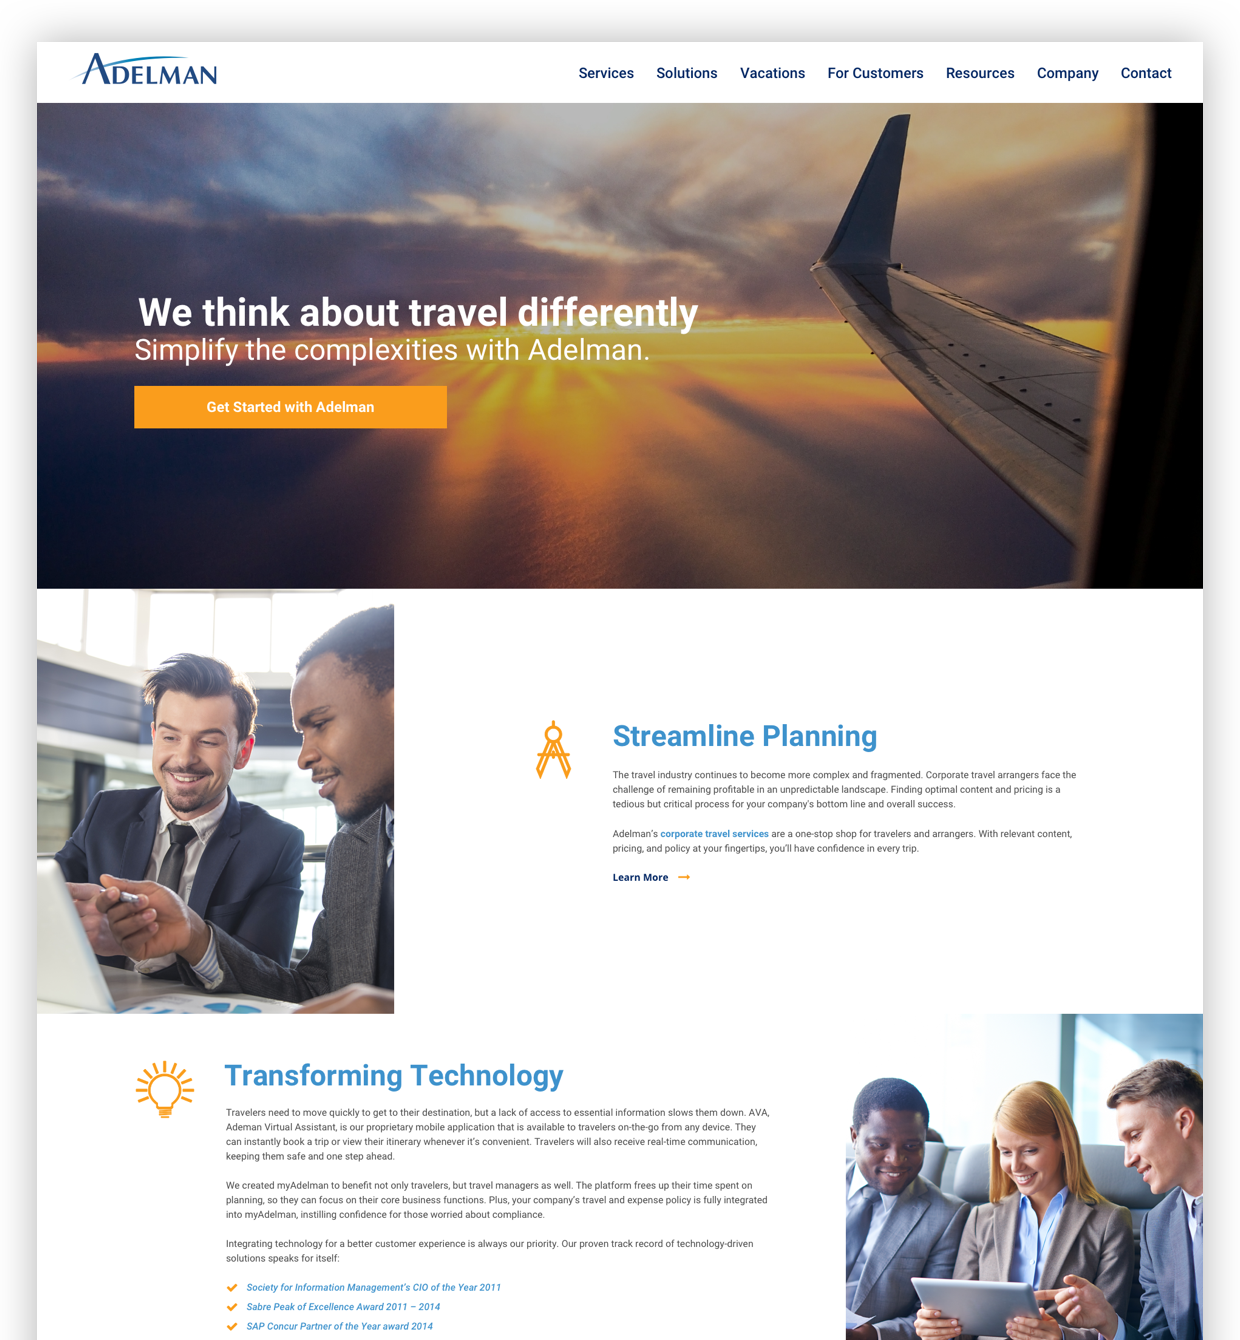 ADELMAN
Services Solutions Vacations For Customers Resources Company Contact
We think about travel differently
Simplify the complexities with Adelman.
Get Started with Adelman
Streamline Planning
The travel industry continues to become more complex and fragmented. Corporate travel arrangers face the
challenge of remaining profitable in an unpredictable landscape. Finding optimal content and pricing is a
tedious but critical process for your company's bottom line and overall success.
Adelman's corporate travel services are a one-stop shop for travelers and arrangers. With relevant content,
pricing, and policy at your fingertips, you'll have confidence in every trip.
Learn More
Transforming Technology
Travelers need to move quickly to get to their destination, but a lack of access to essential information slows them down. AVA,
Ademan Virtual Assistant, is our proprietary mobile application that is available to travelers on-the-go from any device. They
can instantly book a trip or view their itinerary whenever it's convenient. Travelers will also receive real-time communication,
keeping them safe and one step ahead.
We created myAdelman to benefit not only travelers, but travel managers as well. The platform frees up their time spent on
planning, so they can focus on their core business functions. Plus, your company's travel and expense policy is fully integrated
into myAdelman, instilling confidence for those worried about compliance.
Integrating technology for a better customer experience is always our priority. Our proven track record of technology-driven
solutions speaks for itself:
Society for Information Management's CIO of the Year 2011
Sabre Peak of Excellence Award 2011 – 2014
SAP Concur Partner of the Year award 2014